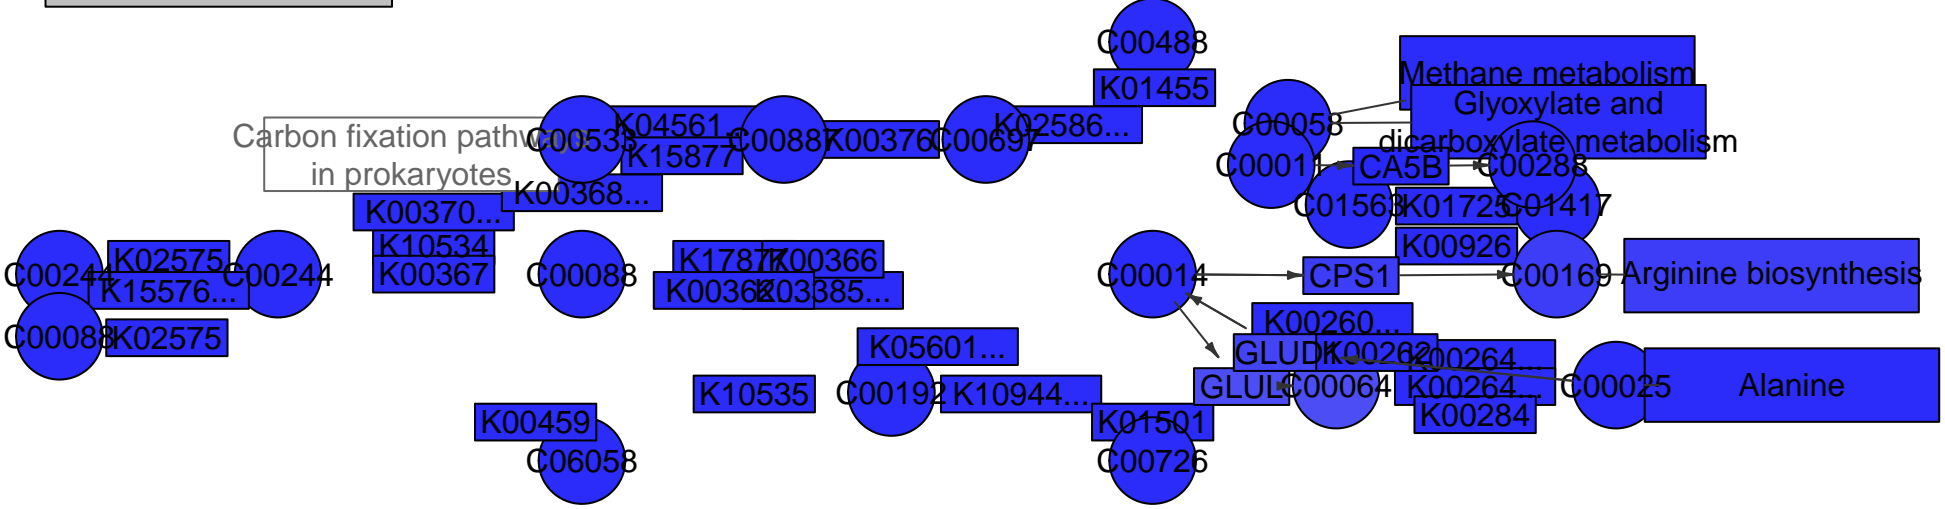 C00488
Methane metabolism
K01455
Glyoxylate and
dicarboxylate metabolism
C00058
Carbon fixation pathways
in prokaryotes
C00533
K04561...
K15877
C00887
K00376
C00697
K02586...
C00011
CA5B
C00288
K00368...
K00370...
C01563
K01725
C01417
K10534
K00367
K00926
C00244
K02575
K15576...
C00244
C00088
K00366
K03385...
C00014
CPS1
C00169
Arginine biosynthesis
C00088
K02575
K00260...
K05601...
GLUD1
K00262
K00264...
K10535
C00192
K10944...
GLUL
C00064
K00264...
C00025
Alanine
K00459
K01501
K00284
C06058
C00726